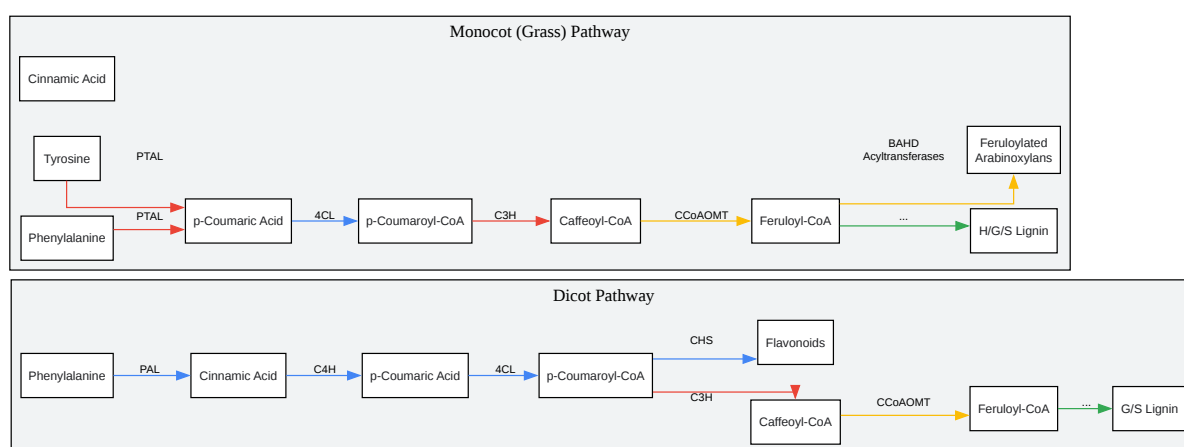 Monocot (Grass) Pathway
Cinnamic Acid
Tyrosine
PTAL
BAHD
Acyltransferases
Feruloylated
Arabinoxylans
Phenylalanine
PTAL
p-Coumaric Acid
4CL
p-Coumaroyl-CoA
C3H
Caffeoyl-CoA
CCoAOMT
Feruloyl-CoA
...
H/G/S Lignin
Dicot Pathway
Phenylalanine
PAL
Cinnamic Acid
C4H
p-Coumaric Acid
4CL
p-Coumaroyl-CoA
CHS
Flavonoids
C3H
Caffeoyl-CoA
CCoAOMT
Feruloyl-CoA
...
G/S Lignin